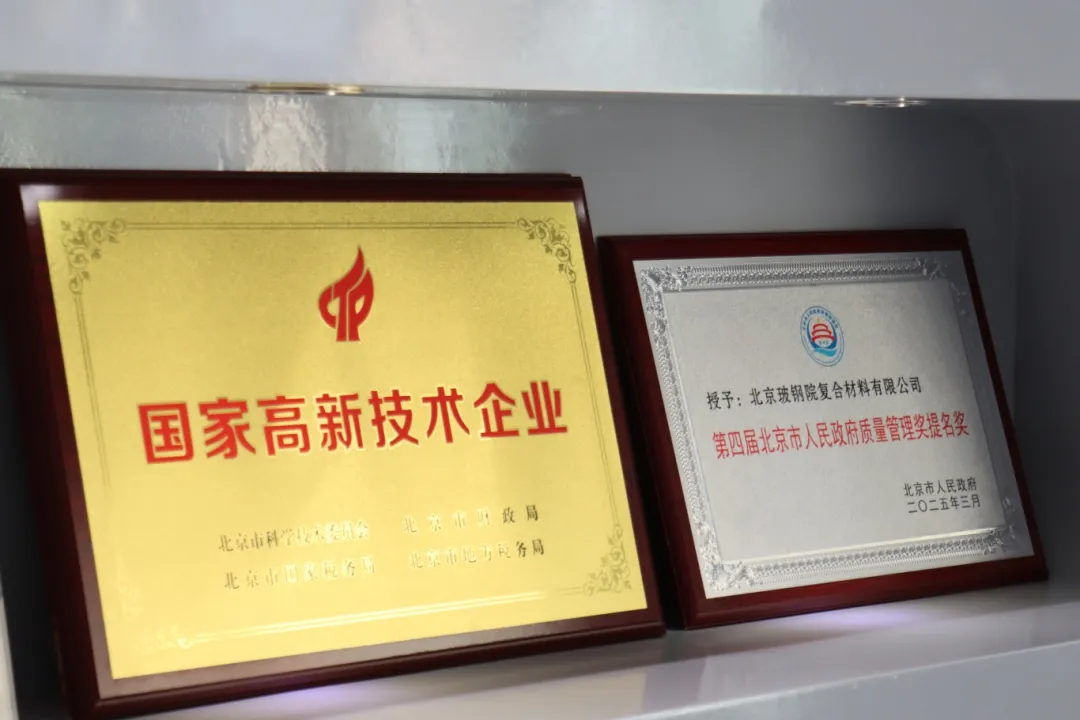 国家高新技术企业
北京市科学技术委员会 北京市财政局
北京市国家税务局 北京市地方税务局
授予：北京玻钢院复合材料有限公司
第四届北京市人民政府质量管理奖提名奖
北京市人民政府
二〇二五年三月